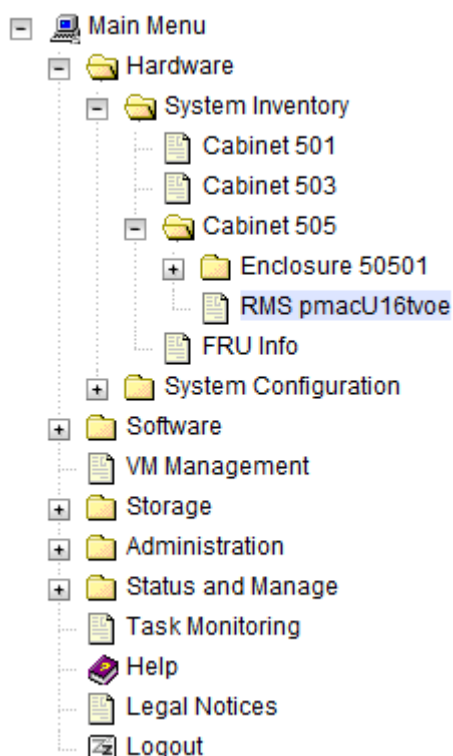 Main Menu
Hardware
System Inventory
Cabinet 501
Cabinet 503
Cabinet 505
Enclosure 50501
RMS pmacU16tvoe
FRU Info
System Configuration
Software
VM Management
Storage
Administration
Status and Manage
Task Monitoring
Help
Legal Notices
Logout